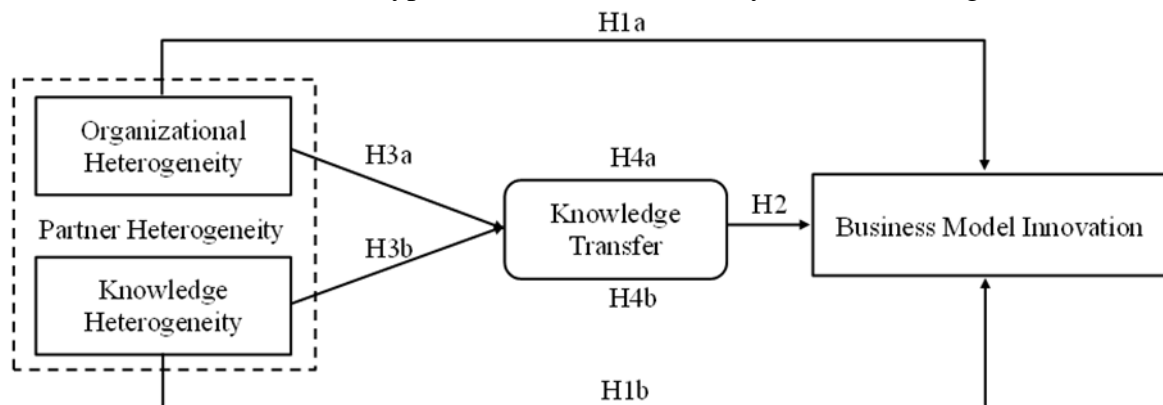 H1a
Organizational
Heterogeneity
H3a
H4a
Knowledge
Transfer
H2
Business Model Innovation
Partner Heterogeneity
H3b
Knowledge
Heterogeneity
H4b
H1b